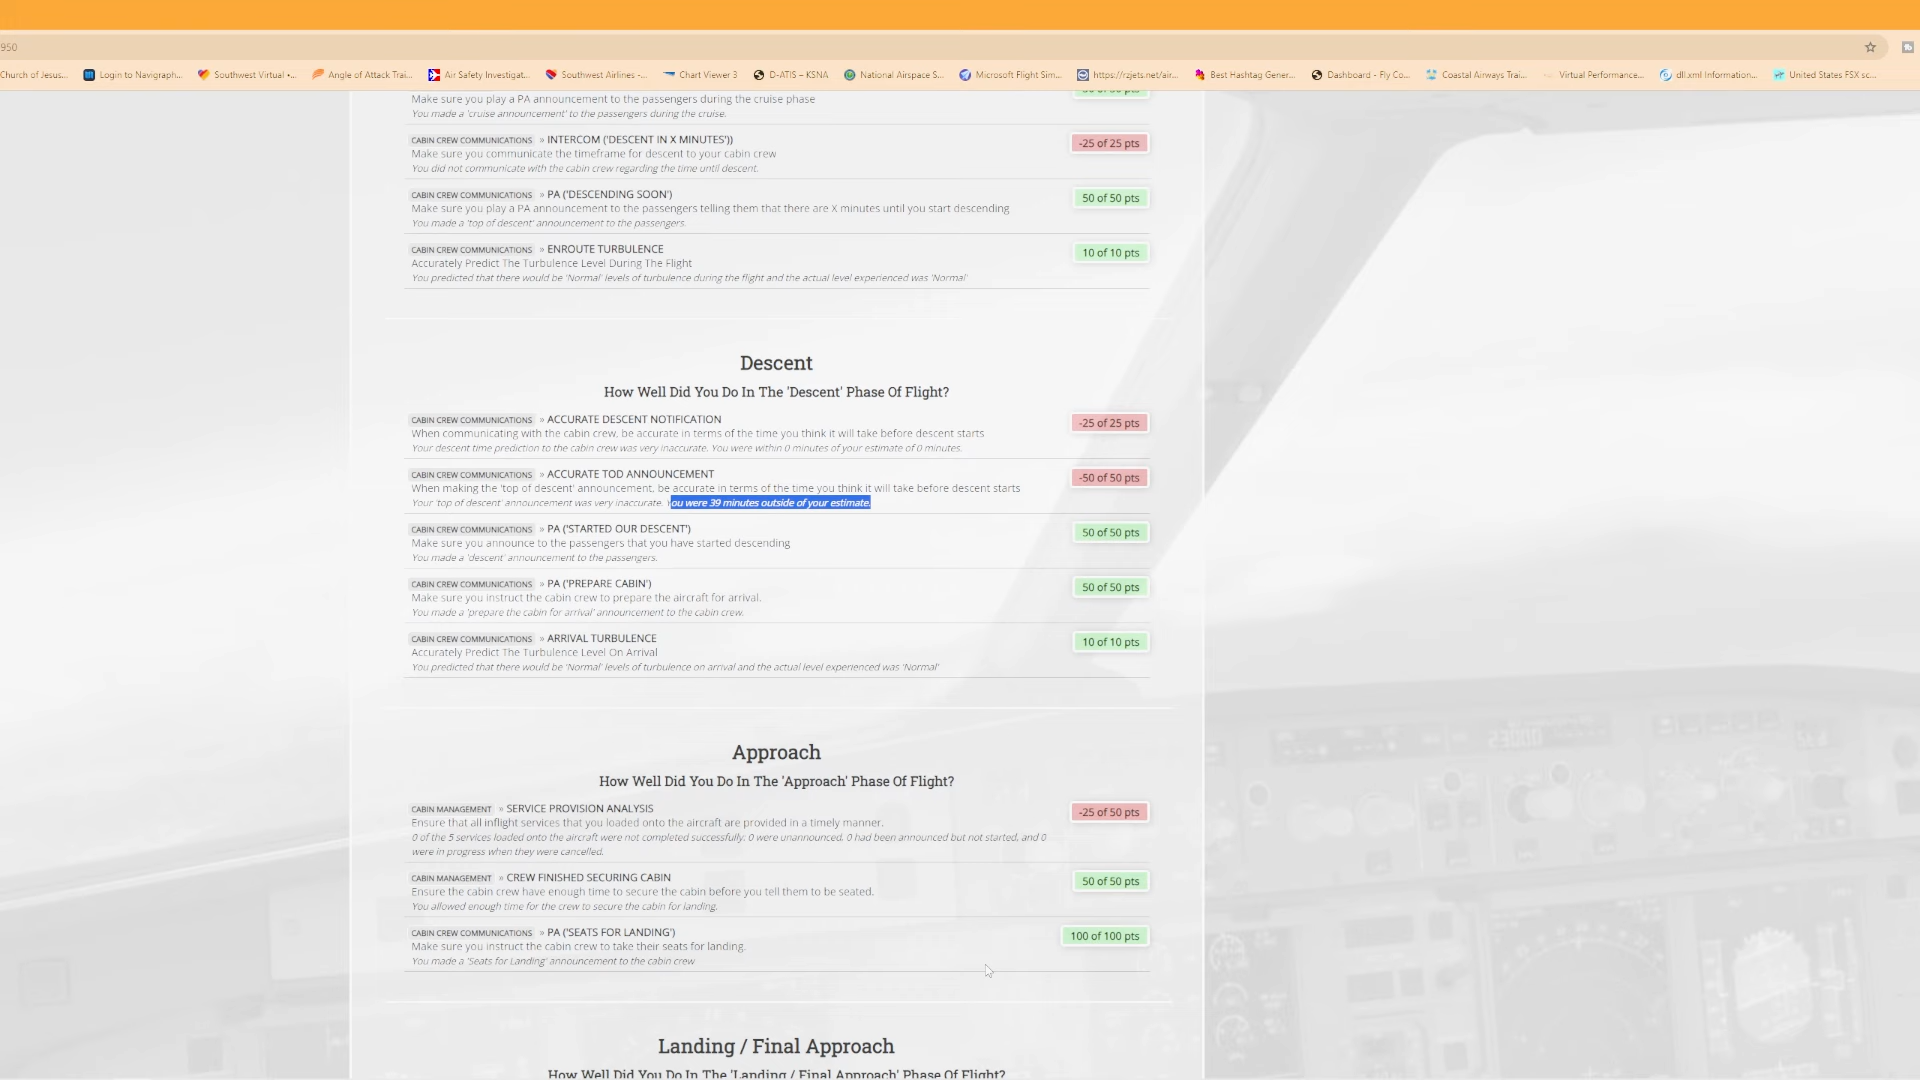 950
Church of Jesus... Login to Navigraph... Southwest Virtual •... Angle of Attack Trai... Air Safety Investigat... Southwest Airlines -... Chart Viewer 3 D-ATIS – KSNA National Airspace S... Microsoft Flight Sim... https://rzjets.net/air... Best Hashtag Gener... Dashboard - Fly Co... Coastal Airways Trai... Virtual Performance... dll.xml Information... United States FSX sc...
Make sure you play a PA announcement to the passengers during the cruise phase
You made a 'cruise announcement' to the passengers during the cruise.
CABIN CREW COMMUNICATIONS » INTERCOM ('DESCENT IN X MINUTES')) -25 of 25 pts
Make sure you communicate the timeframe for descent to your cabin crew
You did not communicate with the cabin crew regarding the time until descent.
CABIN CREW COMMUNICATIONS » PA ('DESCENDING SOON') 50 of 50 pts
Make sure you play a PA announcement to the passengers telling them that there are X minutes until you start descending
You made a 'top of descent' announcement to the passengers.
CABIN CREW COMMUNICATIONS » ENROUTE TURBULENCE 10 of 10 pts
Accurately Predict The Turbulence Level During The Flight
You predicted that there would be 'Normal' levels of turbulence during the flight and the actual level experienced was 'Normal'
Descent
How Well Did You Do In The 'Descent' Phase Of Flight?
CABIN CREW COMMUNICATIONS » ACCURATE DESCENT NOTIFICATION -25 of 25 pts
When communicating with the cabin crew, be accurate in terms of the time you think it will take before descent starts
Your descent time prediction to the cabin crew was very inaccurate. You were within 0 minutes of your estimate of 0 minutes.
CABIN CREW COMMUNICATIONS » ACCURATE TOD ANNOUNCEMENT -50 of 50 pts
When making the 'top of descent' announcement, be accurate in terms of the time you think it will take before descent starts
Your 'top of descent' announcement was very inaccurate. You were 39 minutes outside of your estimate.
CABIN CREW COMMUNICATIONS » PA ('STARTED OUR DESCENT') 50 of 50 pts
Make sure you announce to the passengers that you have started descending
You made a 'descent' announcement to the passengers.
CABIN CREW COMMUNICATIONS » PA ('PREPARE CABIN') 50 of 50 pts
Make sure you instruct the cabin crew to prepare the aircraft for arrival.
You made a 'prepare the cabin for arrival' announcement to the cabin crew.
CABIN CREW COMMUNICATIONS » ARRIVAL TURBULENCE 10 of 10 pts
Accurately Predict The Turbulence Level On Arrival
You predicted that there would be 'Normal' levels of turbulence on arrival and the actual level experienced was 'Normal'
Approach
How Well Did You Do In The 'Approach' Phase Of Flight?
CABIN MANAGEMENT » SERVICE PROVISION ANALYSIS -25 of 50 pts
Ensure that all inflight services that you loaded onto the aircraft are provided in a timely manner.
0 of the 5 services loaded onto the aircraft were not completed successfully; 0 were unannounced, 0 had been announced but not started, and 0
were in progress when they were cancelled.
CABIN MANAGEMENT » CREW FINISHED SECURING CABIN 50 of 50 pts
Ensure the cabin crew have enough time to secure the cabin before you tell them to be seated.
You allowed enough time for the crew to secure the cabin for landing.
CABIN CREW COMMUNICATIONS » PA ('SEATS FOR LANDING') 100 of 100 pts
Make sure you instruct the cabin crew to take their seats for landing.
You made a 'Seats for Landing' announcement to the cabin crew
Landing / Final Approach
How Well Did You Do In The 'Landing / Final Approach' Phase Of Flight?